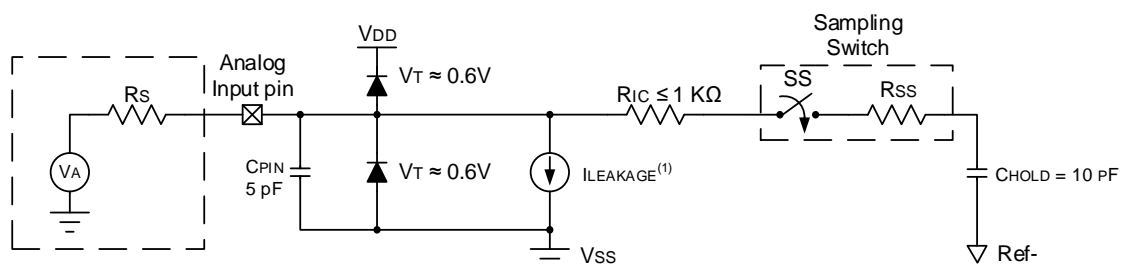 Sampling
Switch
VDD
Analog
Input pin
VT ≈ 0.6V
SS
RSS
RS
RIC ≤ 1 KΩ
VA
CPIN
5 pF
VT ≈ 0.6V
ILEAKAGE(1)
CHOLD = 10 PF
VSS
Ref-